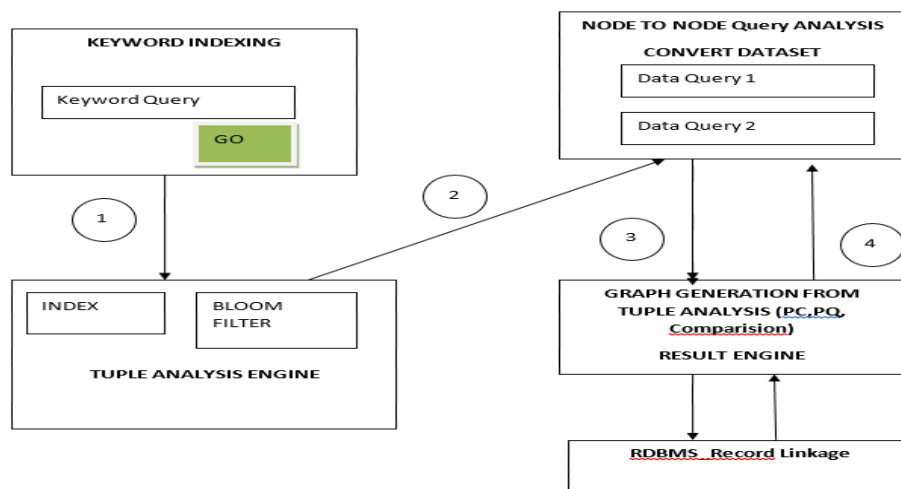 KEYWORD INDEXING
Keyword Query
GO
1
INDEX
BLOOM
FILTER
TUPLE ANALYSIS ENGINE
2
NODE TO NODE Query ANALYSIS
CONVERT DATASET
Data Query 1
Data Query 2
3
4
GRAPH GENERATION FROM
TUPLE ANALYSIS (PC,PQ,
Comparision)
RESULT ENGINE
RDBMS_Record Linkage